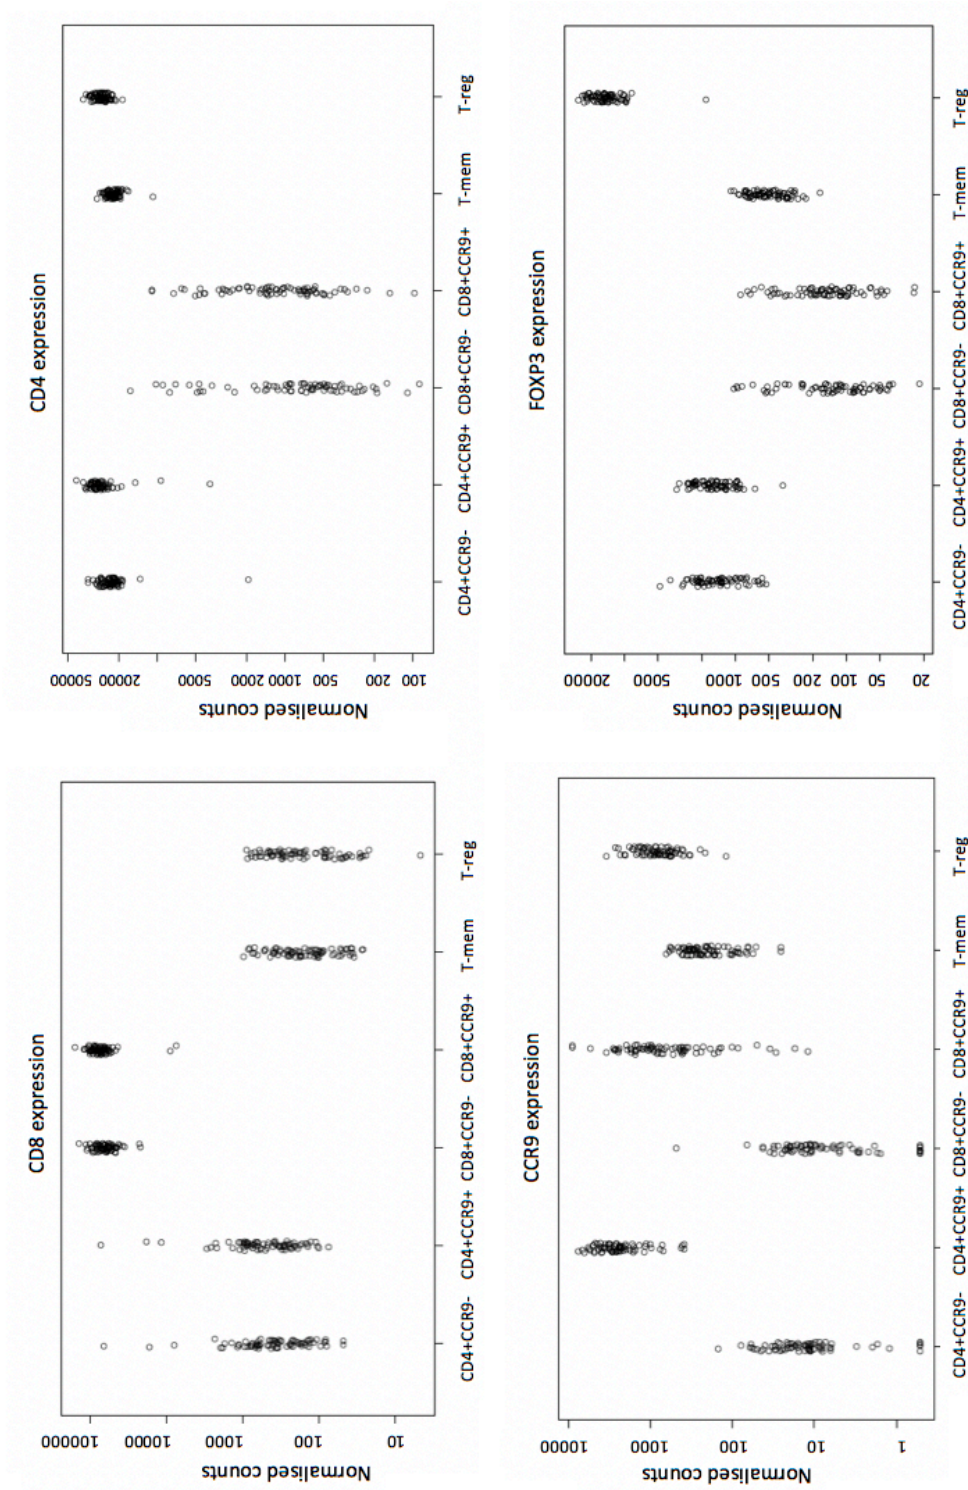 CD8 expression
Normalised counts
100000
10000
1000
100
10
CD4+CCR9- CD4+CCR9+ CD8+CCR9- CD8+CCR9+ T-mem T-reg
CD4 expression
Normalised counts
50000
20000
5000
2000
1000
500
200
100
CD4+CCR9- CD4+CCR9+ CD8+CCR9- CD8+CCR9+ T-mem T-reg
CCR9 expression
Normalised counts
10000
1000
100
10
1
CD4+CCR9- CD4+CCR9+ CD8+CCR9- CD8+CCR9+ T-mem T-reg
FOXP3 expression
Normalised counts
20000
5000
1000
500
200
100
50
20
CD4+CCR9- CD4+CCR9+ CD8+CCR9- CD8+CCR9+ T-mem T-reg